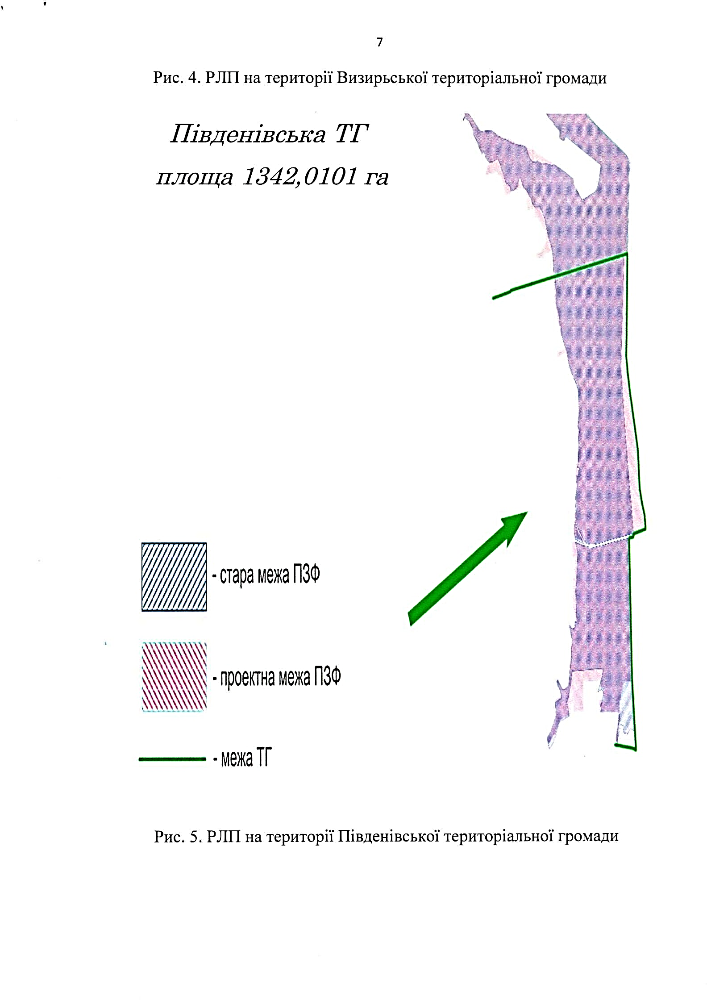 7
Рис. 4. РЛП на території Визирьської територіальної громади
Південівська ТГ
площа 1342,0101 га
- стара межа ПЗФ
- проектна межа ПЗФ
- межа ТГ
Рис. 5. РЛП на території Південівської територіальної громади